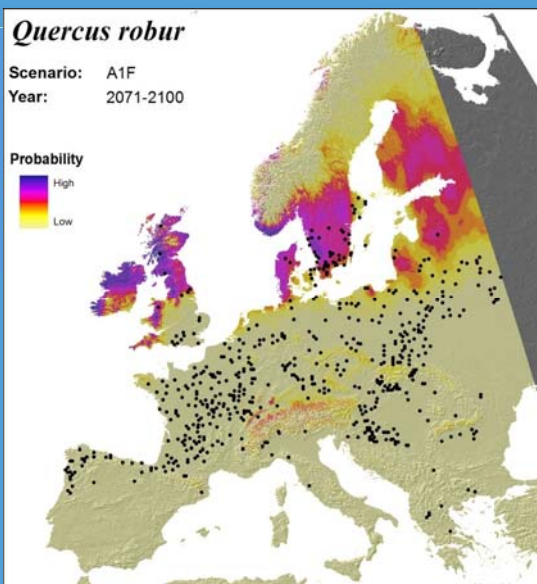 Quercus robur
Scenario: A1F
Year: 2071-2100
Probability
High
Low